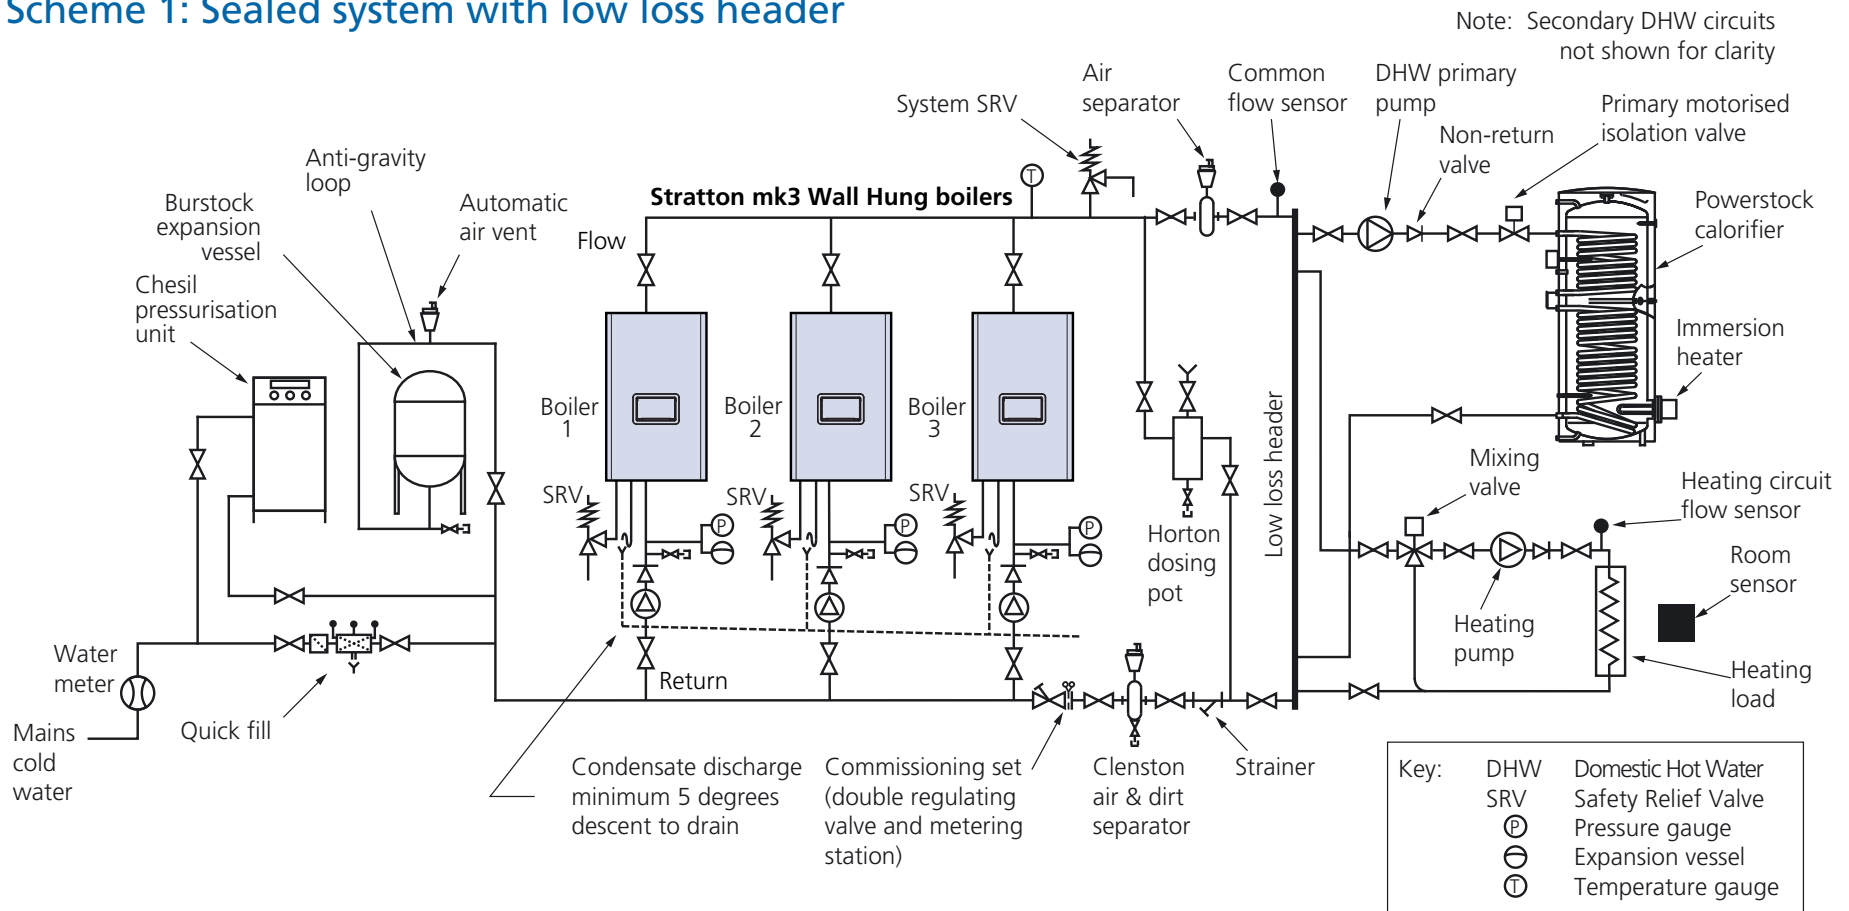 Scheme 1: Sealed system with low loss header
Note: Secondary DHW circuits
not shown for clarity
System SRV
Air
separator
Common
flow sensor
DHW primary
pump
Non-return
valve
Primary motorised
isolation valve
Powerstock
calorifier
Immersion
heater
Anti-gravity
loop
Burstock
expansion
vessel
Automatic
air vent
Chesil
pressurisation
unit
Stratton mk3 Wall Hung boilers
T
Flow
Boiler
1
Boiler
2
Boiler
3
SRV
SRV
SRV
P
P
P
Horton
dosing
pot
Low loss header
Mixing
valve
Heating circuit
flow sensor
Room
sensor
Heating
pump
Heating
load
Water
meter
Mains
cold
water
Quick fill
Return
Condensate discharge
minimum 5 degrees
descent to drain
Commissioning set
(double regulating
valve and metering
station)
Clenston
air & dirt
separator
Strainer
Key: DHW Domestic Hot Water
SRV Safety Relief Valve
P Pressure gauge
Expansion vessel
T Temperature gauge